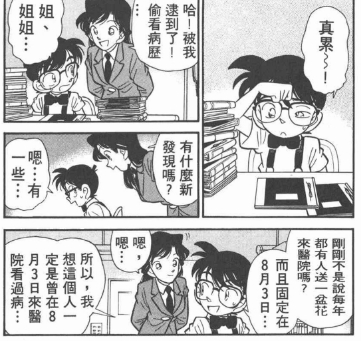 真累～！
哈！被我
逮到了！
偷看病歷
…
姐、
姐姐…
有什麼新
發現嗎？
嗯…有
一些…
剛剛不是說每年
都有人送一盆花
來醫院嗎？
而且固定在
8月3日…
嗯，
嗯…
所以，我
想這個人一
定是曾在8
月3日來醫
院看過病…